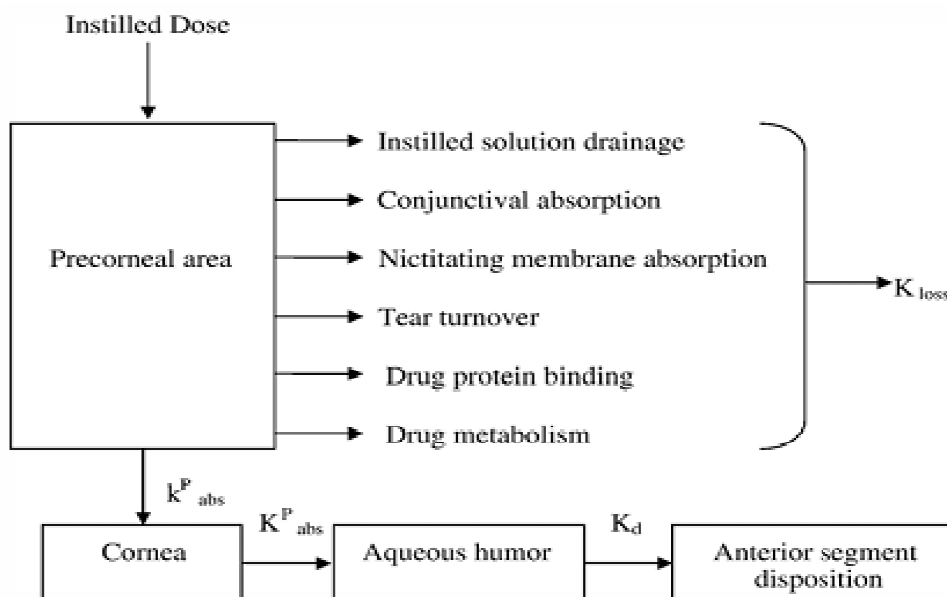 Instilled Dose
Precorneal area
Instilled solution drainage
Conjunctival absorption
Nictitating membrane absorption
Tear turnover
Drug protein binding
Drug metabolism
K loss
k^P abs
Cornea
K^P abs
Aqueous humor
K_d
Anterior segment
disposition